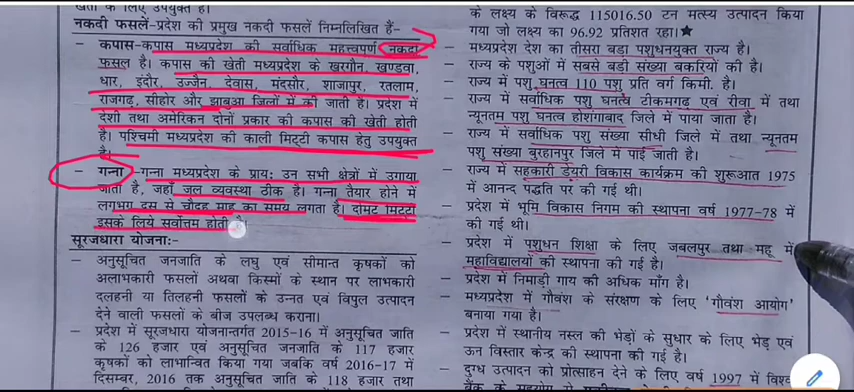 खेती के लिए उपयुक्त है।
नकदी फसलें-प्रदेश की प्रमुख नकदी फसलें निम्नलिखित हैं-
- कपास-कपास मध्यप्रदेश की सर्वाधिक महत्वपूर्ण नकदी
फसल है। कपास की खेती मध्यप्रदेश के खरगौन, खण्डवा,
धार, इंदौर, उज्जैन, देवास, मंदसौर, शाजापुर, रतलाम,
राजगढ़, सीहोर और झाबुआ जिलों में की जाती है। प्रदेश में
देशी तथा अमेरिकन दोनों प्रकार की कपास की खेती होती
है। पश्चिमी मध्यप्रदेश की काली मिट्टी कपास हेतु उपयुक्त
है।
- गन्ना -गन्ना मध्यप्रदेश के प्रायः उन सभी क्षेत्रों में उगाया
जाता है, जहाँ जल व्यवस्था ठीक है। गन्ना तैयार होने में
लगभग दस से चौदह माह का समय लगता है। दोमट मिट्टी
इसके लिये सर्वोत्तम होती
सूरजधारा योजनाः-
- अनुसूचित जनजाति के लघु एवं सीमान्त कृषकों को
अलाभकारी फसलों अथवा किस्मों के स्थान पर लाभकारी
दलहनी या तिलहनी फसलों के उन्नत एवं विपुल उत्पादन
देने वाली फसलों के बीज उपलब्ध कराना।
- प्रदेश में सूरजधारा योजनान्तर्गत 2015-16 में अनुसूचित जाति
के 126 हजार एवं अनुसूचित जनजाति के 117 हजार
कृषकों को लाभान्वित किया गया जबकि वर्ष 2016-17 में
दिसम्बर, 2016 तक अनुसूचित जाति के 118 हजार तथा
के लक्ष्य के विरूद्ध 115016.50 टन मत्स्य उत्पादन किया
गया जो लक्ष्य का 96.92 प्रतिशत रहा।★
- मध्यप्रदेश देश का तीसरा बड़ा पशुधनयुक्त राज्य है।
- राज्य के पशुओं में सबसे बड़ी संख्या बकरियों की है।
- राज्य में पशु घनत्व 110 पशु प्रति वर्ग किमी. है।
- राज्य में सर्वाधिक पशु घनत्व टीकमगढ़ एवं रीवा में तथा
न्यूनतम पशु घनत्व होशंगाबाद जिले में पाया जाता है।
- राज्य में सर्वाधिक पशु संख्या सीधी जिले में तथा न्यूनतम
पशु संख्या बुरहानपुर जिले में पाई जाती है।
- राज्य में सहकारी डेयरी विकास कार्यक्रम की शुरूआत 1975
में आनन्द पद्धति पर की गई थी।
- प्रदेश में भूमि विकास निगम की स्थापना वर्ष 1977-78 में
की गई थी।
- प्रदेश में पशुधन शिक्षा के लिए जबलपुर तथा महू में
महाविद्यालयों की स्थापना की गई है।
- प्रदेश में निमाड़ी गाय की अधिक माँग है।
- मध्यप्रदेश में गौवंश के संरक्षण के लिए 'गौवंश आयोग'
बनाया गया है।
- प्रदेश में स्थानीय नस्ल की भेड़ों के सुधार के लिए भेड़ एवं
ऊन विस्तार केन्द्र की स्थापना की गई है।
- दुग्ध उत्पादन को प्रोत्साहन देने के लिए वर्ष 1997 में विश्व